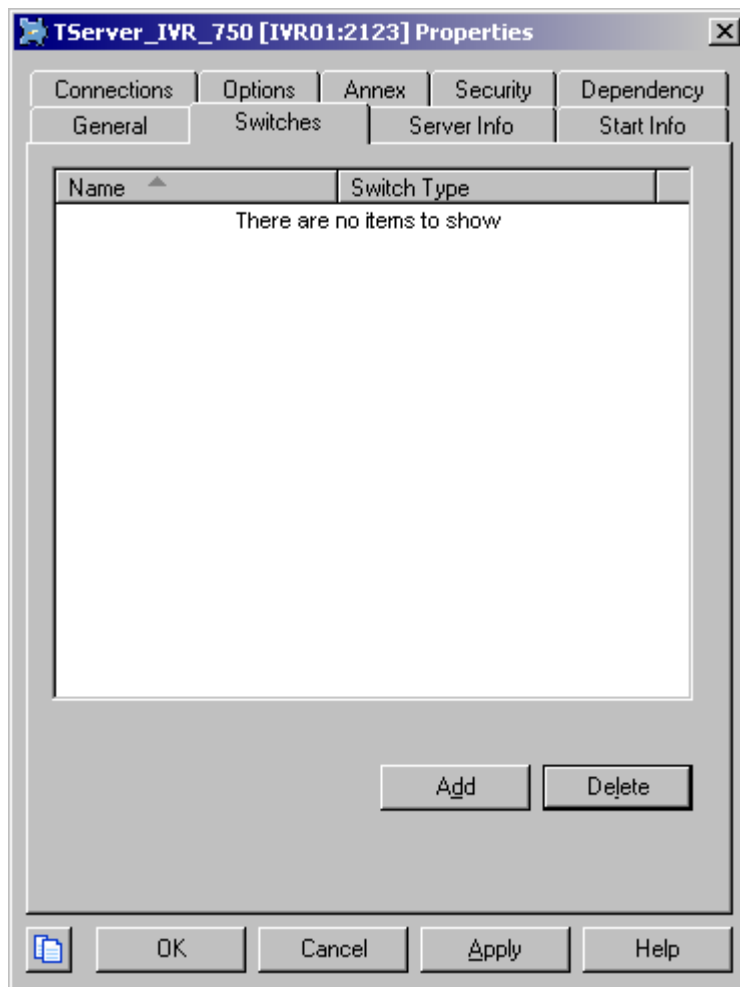 TServer_IVR_750 [IVR01:2123] Properties
Connections Options Annex Security Dependency
General Switches Server Info Start Info
Name Switch Type
There are no items to show
Add Delete
OK Cancel Apply Help